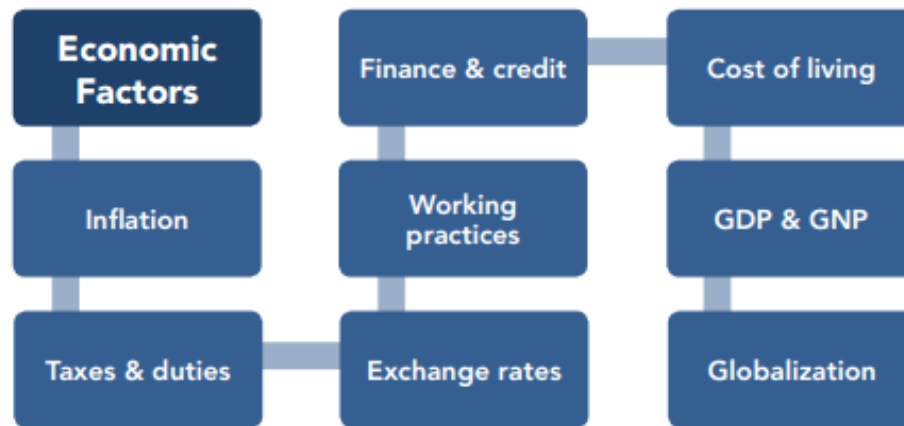 Economic
Factors
Inflation
Taxes & duties
Exchange rates
Working
practices
Finance & credit
Cost of living
GDP & GNP
Globalization